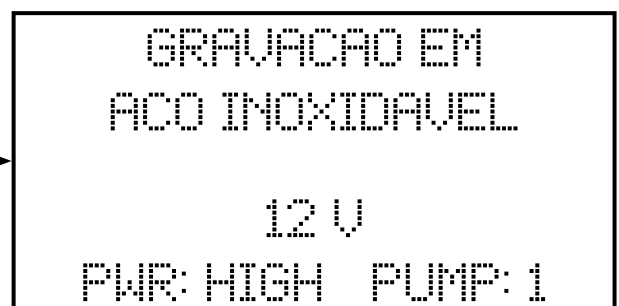 GRAVACAO EM
ACO INOXIDAVEL
12 V
PWR: HIGH PUMP: 1